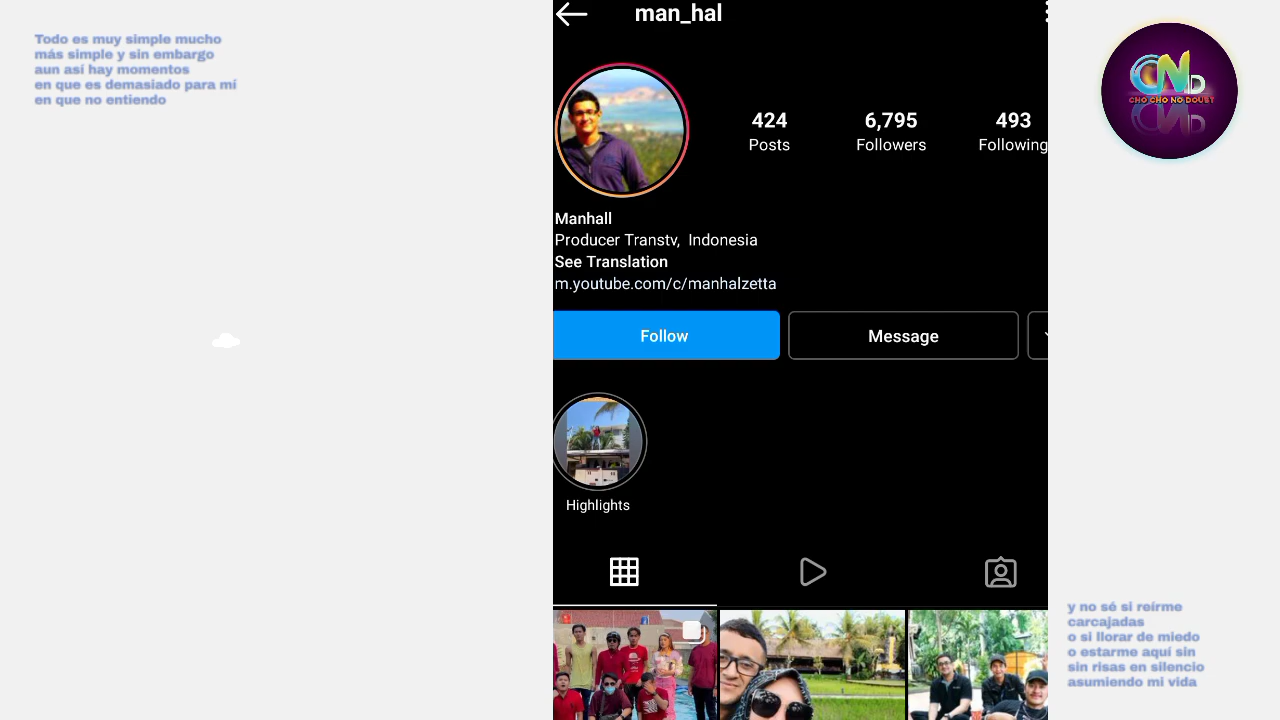 Todo es muy simple mucho
más simple y sin embargo
aun así hay momentos
en que es demasiado para mí
en que no entiendo
man_hal
424
Posts
6,795
Followers
493
Following
Manhall
Producer Transtv, Indonesia
See Translation
m.youtube.com/c/manhalzetta
Follow
Message
Highlights
CND
CHO CHO NO DOUBT
y no sé si reírme
carcajadas
o si llorar de miedo
o estarme aquí sin
sin risas en silencio
asumiendo mi vida